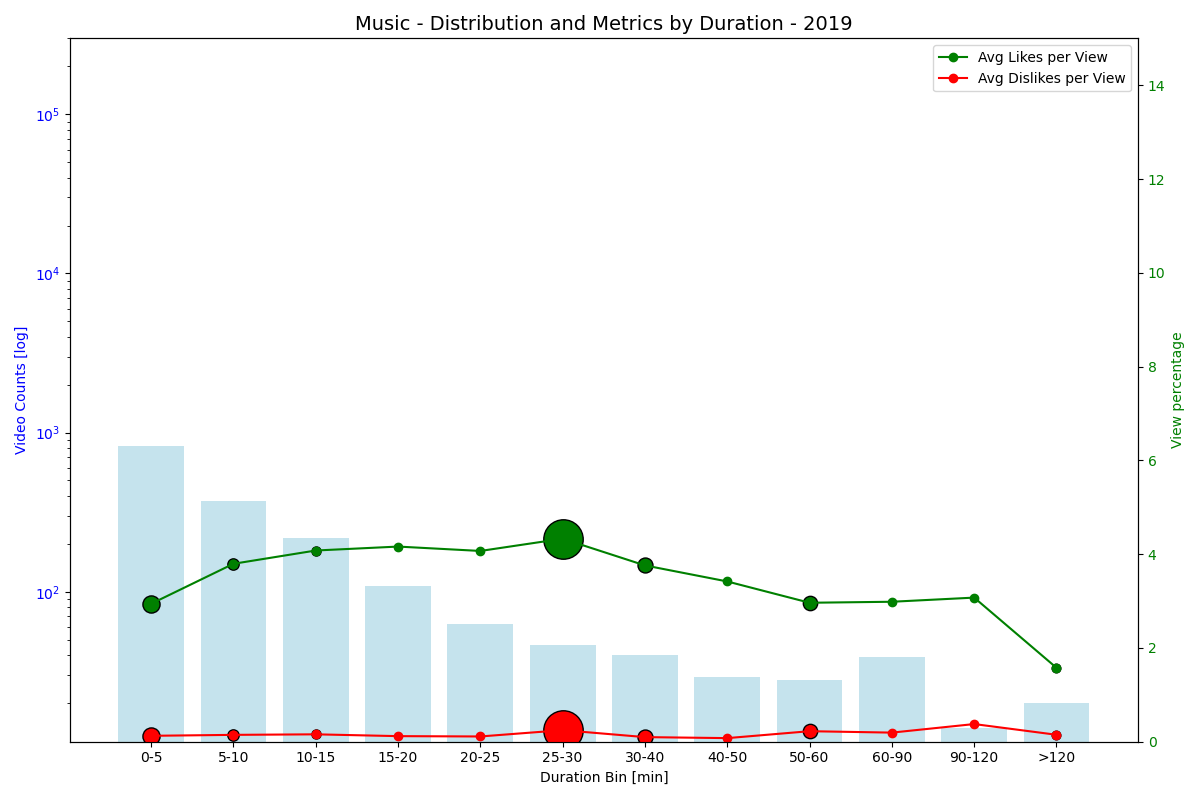 Music - Distribution and Metrics by Duration - 2019
Avg Likes per View
Avg Dislikes per View
Video Counts [log]
10^5
10^4
10^3
10^2
View percentage
14
12
10
8
6
4
2
0
0-5 5-10 10-15 15-20 20-25 25-30 30-40 40-50 50-60 60-90 90-120 >120
Duration Bin [min]